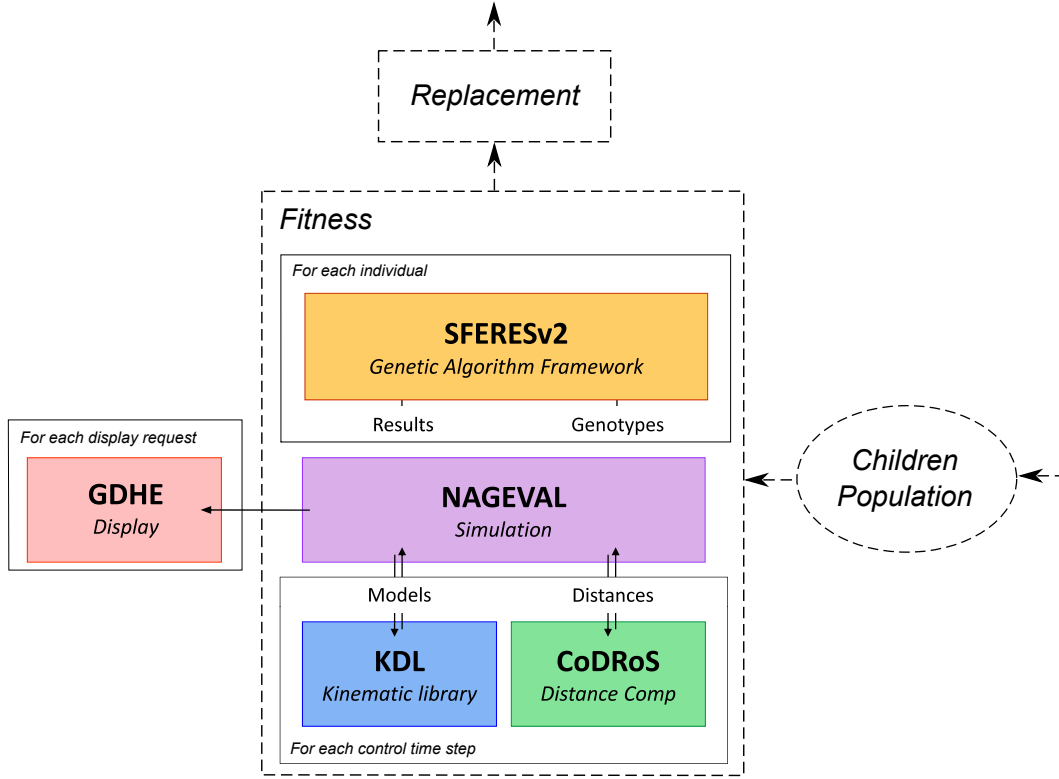 Replacement
Fitness
For each individual
SFERESv2
Genetic Algorithm Framework
Results
Genotypes
For each display request
GDHE
Display
NAGEVAL
Simulation
Children
Population
Models
Distances
KDL
Kinematic library
CoDRoS
Distance Comp
For each control time step